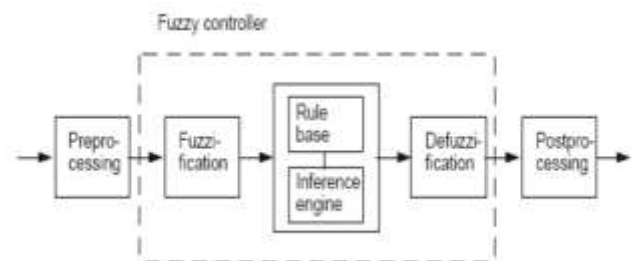 Fuzzy controller
Prepro-
cessing
Fuzzi-
fication
Rule
base
Inference
engine
Defuzzi-
fication
Postpro-
cessing